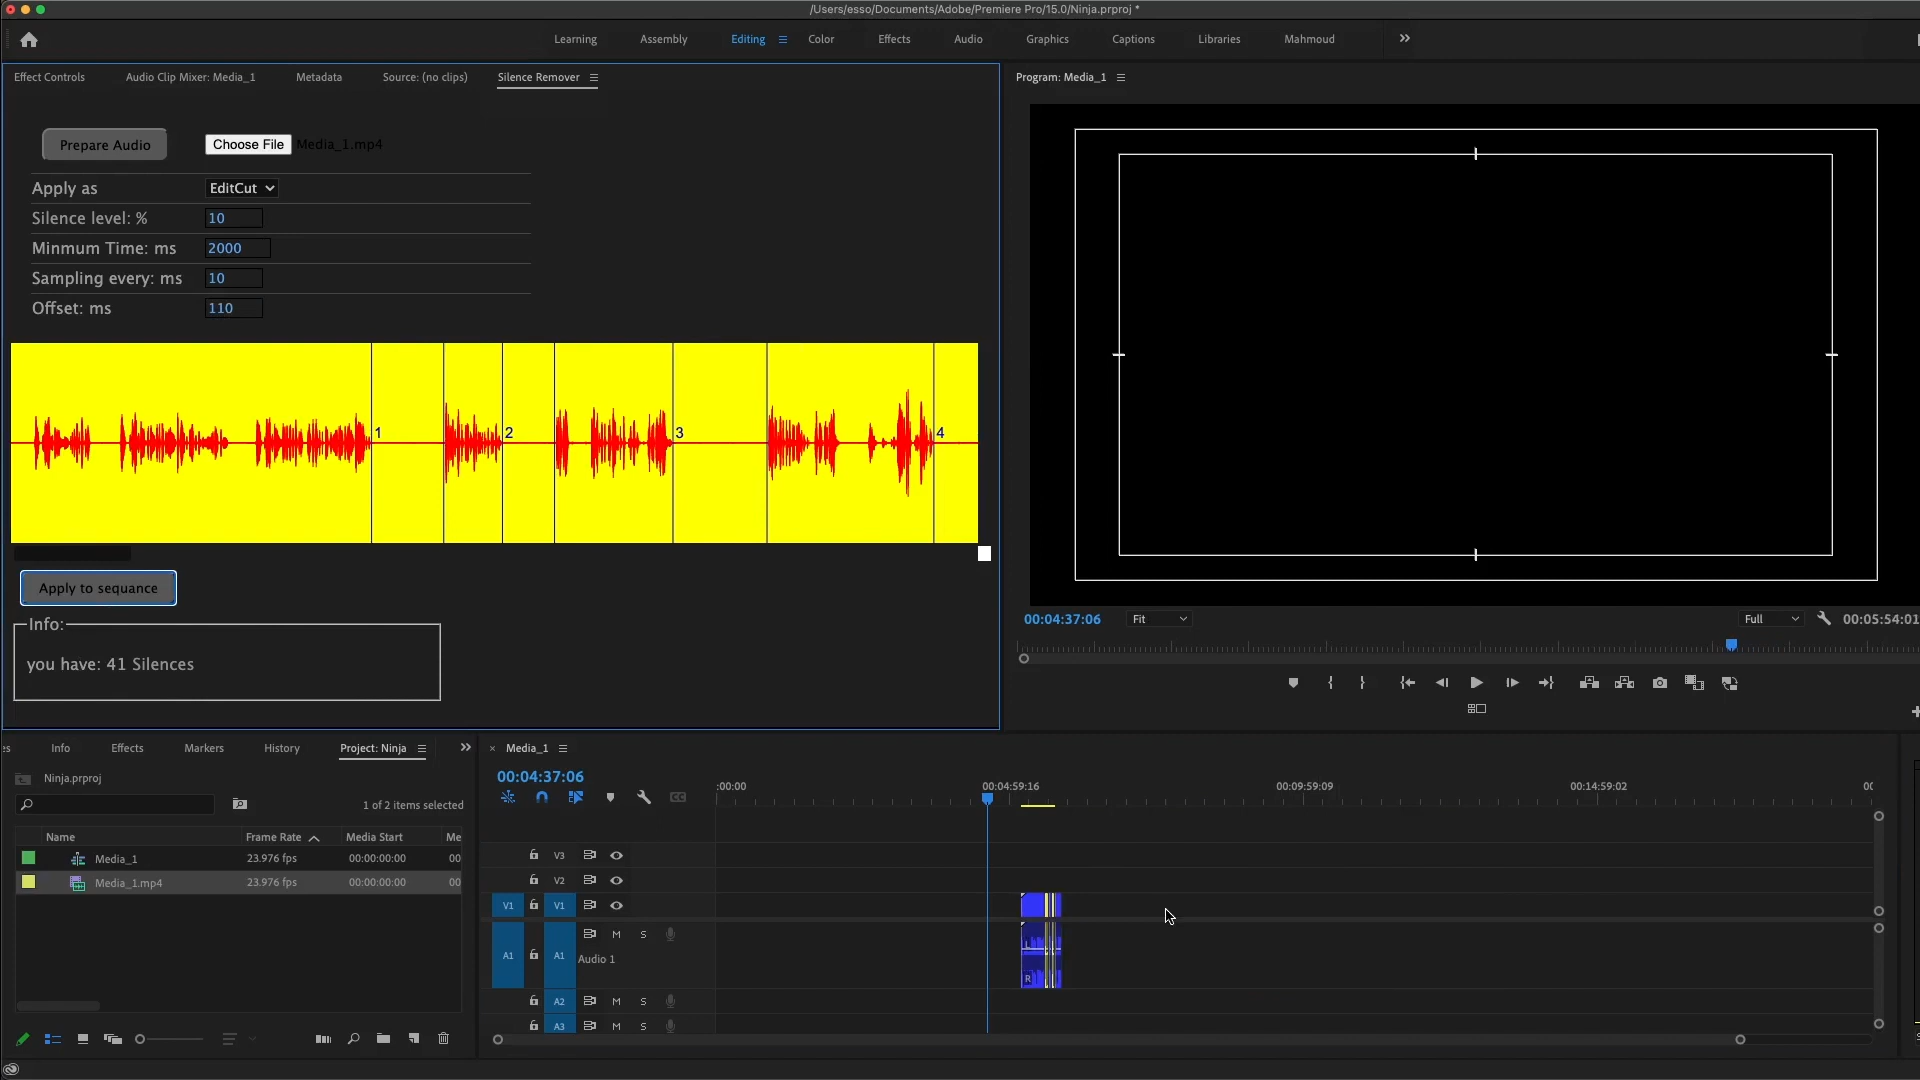 /Users/esso/Documents/Adobe/Premiere Pro/15.0/Ninja.prproj *
Learning Assembly Editing Color Effects Audio Graphics Captions Libraries Mahmoud
Effect Controls Audio Clip Mixer: Media_1 Metadata Source: (no clips) Silence Remover
Program: Media_1
Prepare Audio Choose File Media_1.mp4
Apply as EditCut
Silence level: % 10
Minmum Time: ms 2000
Sampling every: ms 10
Offset: ms 110
1 2 3 4
Apply to sequance
Info:
you have: 41 Silences
00:04:37:06 Fit Full 00:05:54:01
es Info Effects Markers History Project: Ninja
Ninja.prproj
1 of 2 items selected
Name Frame Rate Media Start Me
Media_1 23.976 fps 00:00:00:00 00
Media_1.mp4 23.976 fps 00:00:00:00 00
× Media_1
00:04:37:06
:00:00 00:04:59:16 00:09:59:09 00:14:59:02 00
V3
V2
V1 V1
M S
A1 A1 Audio 1
L
R
A2 M S
A3 M S